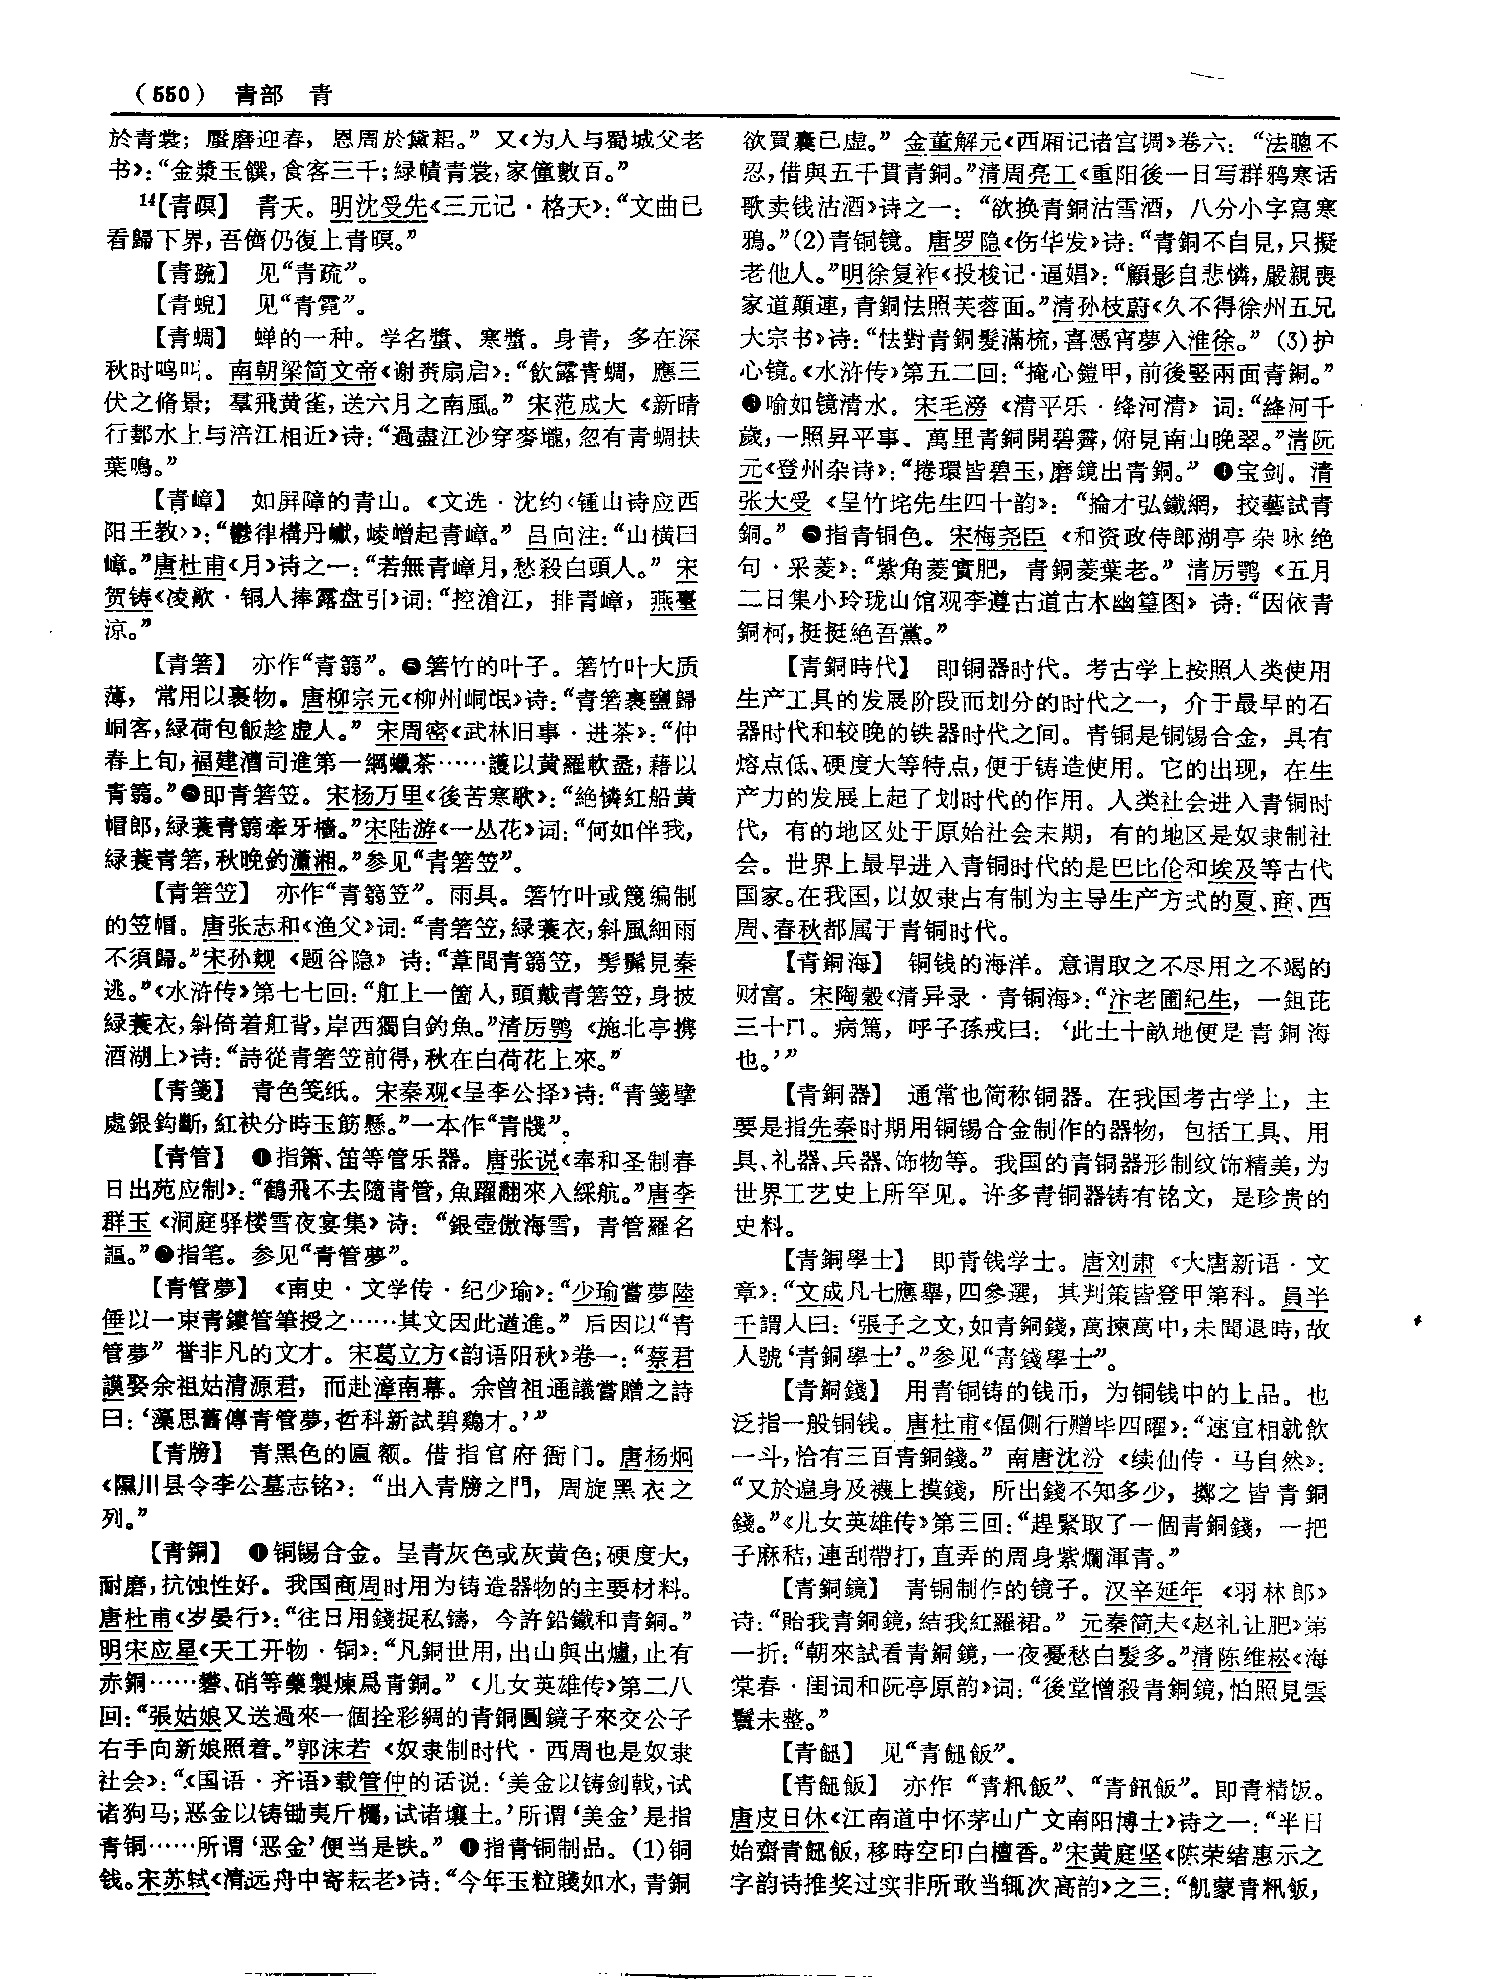 （550） 青部 青
於青裳；蜃磨迎春，恩周於黛耜。”又《为人与蜀城父老
书》：“金漿玉饌，食客三千；緑幘青裳，家僮數百。”
14【青暝】 青天。明沈受先《三元记·格天》：“文曲已
看歸下界，吾儕仍復上青暝。”
【青䟽】 见“青疏”。
【青蜺】 见“青霓”。
【青蜩】 蝉的一种。学名螀、寒螀。身青，多在深
秋时鸣叫。南朝梁简文帝《谢赉扇启》：“飲露青蜩，應三
伏之脩景；羣飛黄雀，送六月之南風。”宋范成大《新晴
行郪水上与涪江相近》诗：“過盡江沙穿麥壠，忽有青蜩扶
葉鳴。”
【青嶂】 如屏障的青山。《文选·沈约〈锺山诗应西
阳王教〉》：“鬱律構丹巘，崚嶒起青嶂。”吕向注：“山横曰
嶂。”唐杜甫《月》诗之一：“若無青嶂月，愁殺白頭人。”宋
贺铸《凌歊·铜人捧露盘引》词：“控滄江，排青嶂，燕臺
涼。”
【青箬】 亦作“青篛”。❶箬竹的叶子。箬竹叶大质
薄，常用以裹物。唐柳宗元《柳州峒氓》诗：“青箬裹鹽歸
峒客，緑荷包飯趁虚人。”宋周密《武林旧事·进茶》：“仲
春上旬，福建漕司進第一綱蠟茶……護以黄羅軟盝，藉以
青篛。”❷即青箬笠。宋杨万里《後苦寒歌》：“絶憐紅船黄
帽郎，緑蓑青篛牽牙檣。”宋陆游《一丛花》词：“何如伴我，
緑蓑青箬，秋晚釣瀟湘。”参见“青箬笠”。
【青箬笠】 亦作“青篛笠”。雨具。箬竹叶或篾编制
的笠帽。唐张志和《渔父》词：“青箬笠，緑蓑衣，斜風細雨
不須歸。”宋孙觌《题谷隐》诗：“葦間青篛笠，髣髴見秦
逃。”《水浒传》第七七回：“舡上一箇人，頭戴青箬笠，身披
緑蓑衣，斜倚着舡背，岸西獨自釣魚。”清厉鹗《施北亭携
酒湖上》诗：“詩從青箬笠前得，秋在白荷花上來。”
【青箋】 青色笺纸。宋秦观《呈李公择》诗：“青箋擘
處銀鈎斷，紅袂分時玉筯懸。”一本作“青牋”。
【青管】 ❶指箫、笛等管乐器。唐张说《奉和圣制春
日出苑应制》：“鶴飛不去隨青管，魚躍翻來入綵航。”唐李
群玉《洞庭驿楼雪夜宴集》诗：“銀壺傲海雪，青管羅名
謳。”❷指笔。参见“青管夢”。
【青管夢】 《南史·文学传·纪少瑜》：“少瑜嘗夢陸
倕以一束青鏤管筆授之……其文因此遒進。”后因以“青
管夢”誉非凡的文才。宋葛立方《韵语阳秋》卷一：“蔡君
謨娶余祖姑清源君，而赴漳南幕。余曾祖通議嘗贈之詩
曰：‘藻思舊傳青管夢，哲科新試碧鷄才。’”
【青牓】 青黑色的匾额。借指官府衙门。唐杨炯
《隰川县令李公墓志铭》：“出入青牓之門，周旋黑衣之
列。”
【青銅】 ❶铜锡合金。呈青灰色或灰黄色；硬度大，
耐磨，抗蚀性好。我国商周时用为铸造器物的主要材料。
唐杜甫《岁晏行》：“往日用錢捉私鑄，今許鉛鐵和青銅。”
明宋应星《天工开物·铜》：“凡銅世用，出山與出爐，止有
赤銅……礬、硝等藥製煉爲青銅。”《儿女英雄传》第二八
回：“張姑娘又送過來一個拴彩綢的青銅圓鏡子來交公子
右手向新娘照着。”郭沫若《奴隶制时代·西周也是奴隶
社会》：“《国语·齐语》载管仲的话说：‘美金以铸剑戟，试
诸狗马；恶金以铸锄夷斤欘，试诸壤土。’所谓‘美金’是指
青铜……所谓‘恶金’便当是铁。”❷指青铜制品。(1)铜
钱。宋苏轼《清远舟中寄耘老》诗：“今年玉粒賤如水，青銅
欲買囊已虚。”金董解元《西厢记诸宫调》卷六：“法聰不
忍，借與五千貫青銅。”清周亮工《重阳後一日写群鸦寒话
歌卖钱沽酒》诗之一：“欲换青銅沽雪酒，八分小字寫寒
鴉。”(2)青铜镜。唐罗隐《伤华发》诗：“青銅不自見，只擬
老他人。”明徐复祚《投梭记·逼娼》：“顧影自悲憐，嚴親喪
家道顛連，青銅怯照芙蓉面。”清孙枝蔚《久不得徐州五兄
大宗书》诗：“怯對青銅髮滿梳，喜憑宵夢入淮徐。”(3)护
心镜。《水浒传》第五二回：“掩心鎧甲，前後竪兩面青銅。”
❸喻如镜清水。宋毛滂《清平乐·绛河清》词：“絳河千
歲，一照昇平事、萬里青銅開碧霽，俯見南山晚翠。”清阮
元《登州杂诗》：“捲環皆碧玉，磨鏡出青銅。”❹宝剑。清
张大受《呈竹垞先生四十韵》：“掄才弘鐵網，挍藝試青
銅。”❺指青铜色。宋梅尧臣《和资政侍郎湖亭杂咏绝
句·采菱》：“紫角菱實肥，青銅菱葉老。”清厉鹗《五月
二日集小玲珑山馆观李遵古道古木幽篁图》诗：“因依青
銅柯，挺挺絶吾黨。”
【青銅時代】 即铜器时代。考古学上按照人类使用
生产工具的发展阶段而划分的时代之一，介于最早的石
器时代和较晚的铁器时代之间。青铜是铜锡合金，具有
熔点低、硬度大等特点，便于铸造使用。它的出现，在生
产力的发展上起了划时代的作用。人类社会进入青铜时
代，有的地区处于原始社会末期，有的地区是奴隶制社
会。世界上最早进入青铜时代的是巴比伦和埃及等古代
国家。在我国，以奴隶占有制为主导生产方式的夏、商、西
周、春秋都属于青铜时代。
【青銅海】 铜钱的海洋。意谓取之不尽用之不竭的
财富。宋陶穀《清异录·青铜海》：“汴老圃紀生，一鉏芘
三十口。病篤，呼子孫戒曰：‘此土十畝地便是青銅海
也。’”
【青銅器】 通常也简称铜器。在我国考古学上，主
要是指先秦时期用铜锡合金制作的器物，包括工具、用
具、礼器、兵器、饰物等。我国的青铜器形制纹饰精美，为
世界工艺史上所罕见。许多青铜器铸有铭文，是珍贵的
史料。
【青銅學士】 即青钱学士。唐刘肃《大唐新语·文
章》：“文成凡七應舉，四參選，其判策皆登甲第科。員半
千謂人曰：‘張子之文，如青銅錢，萬揀萬中，未聞退時，故
人號‘青銅學士’。”参见“青錢學士”。
【青銅錢】 用青铜铸的钱币，为铜钱中的上品。也
泛指一般铜钱。唐杜甫《偪侧行赠毕四曜》：“速宜相就飲
一斗，恰有三百青銅錢。”南唐沈汾《续仙传·马自然》：
“又於遍身及襪上摸錢，所出錢不知多少，擲之皆青銅
錢。”《儿女英雄传》第三回：“趕緊取了一個青銅錢，一把
子麻秸，連刮帶打，直弄的周身紫爛渾青。”
【青銅鏡】 青铜制作的镜子。汉辛延年《羽林郎》
诗：“貽我青銅鏡，結我紅羅裙。”元秦简夫《赵礼让肥》第
一折：“朝來試看青銅鏡，一夜憂愁白髮多。”清陈维崧《海
棠春·闺词和阮亭原韵》词：“後堂憎殺青銅鏡，怕照見雲
鬟未整。”
【青䭀】 见“青䭀飯”。
【青䭀飯】 亦作“青籸飯”、“青𩚅飯”。即青精饭。
唐皮日休《江南道中怀茅山广文南阳博士》诗之一：“半日
始齋青䭀飯，移時空印白檀香。”宋黄庭坚《陈荣绪惠示之
字韵诗推奖过实非所敢当辄次高韵》之三：“飢蒙青籸飯，